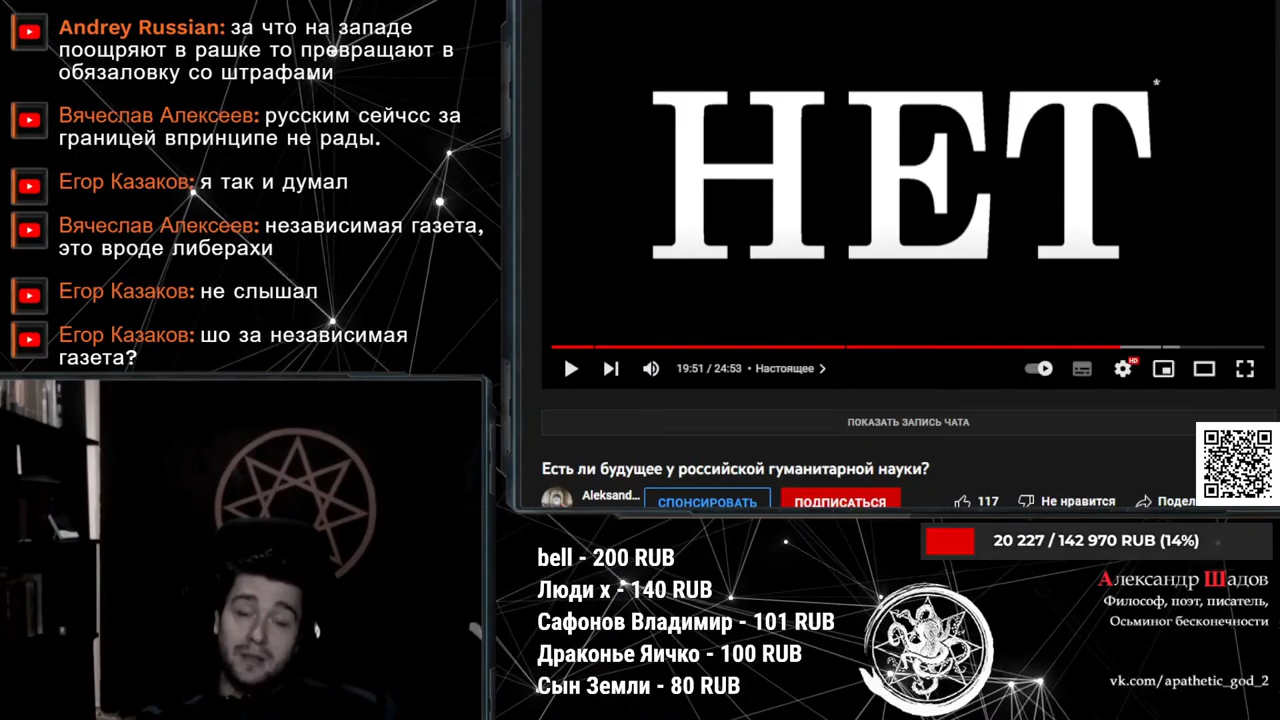 Andrey Russian: за что на западе
поощряют в рашке то превращают в
обязаловку со штрафами
Вячеслав Алексеев: русским сейчсс за
границей впринципе не рады.
Егор Казаков: я так и думал
Вячеслав Алексеев: независимая газета,
это вроде либерахи
Егор Казаков: не слышал
Егор Казаков: шо за независимая
газета?
НЕТ*
HD
19:51 / 24:53 • Настоящее
ПОКАЗАТЬ ЗАПИСЬ ЧАТА
Есть ли будущее у российской гуманитарной науки?
Aleksand...
СПОНСИРОВАТЬ
ПОДПИСАТЬСЯ
117
Не нравится
Подел
20 227 / 142 970 RUB (14%)
bell - 200 RUB
Люди х - 140 RUB
Сафонов Владимир - 101 RUB
Драконье Яичко - 100 RUB
Сын Земли - 80 RUB
Александр Шадов
Философ, поэт, писатель,
Осьминог бесконечности
vk.com/apathetic_god_2